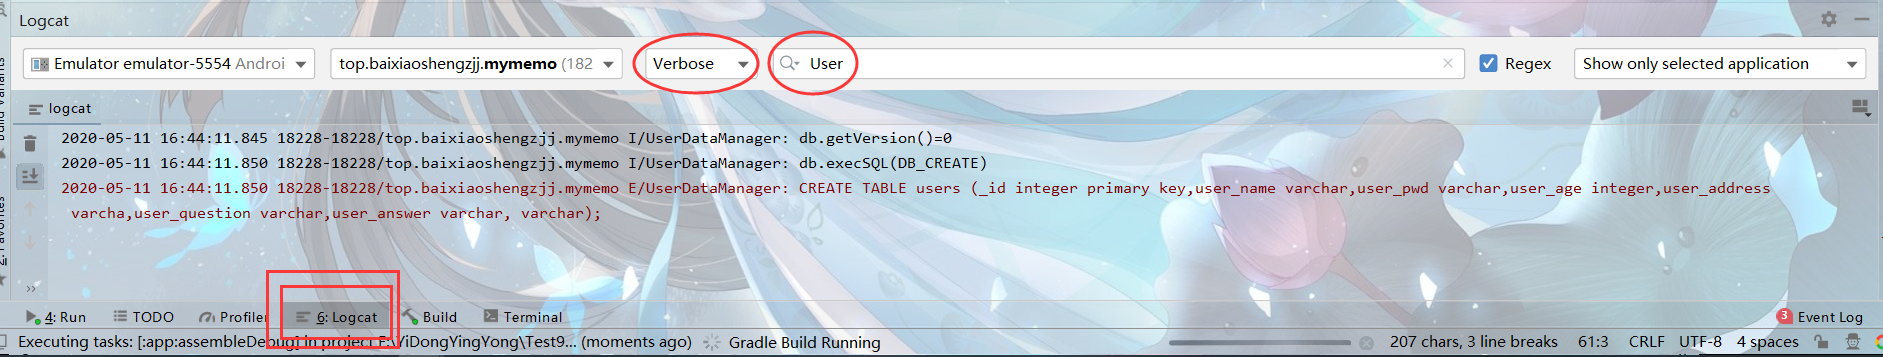 Logcat
Emulator emulator-5554 Androi top.baixiaoshengzjj.mymemo (182 Verbose User Regex Show only selected application
logcat
2020-05-11 16:44:11.845 18228-18228/top.baixiaoshengzjj.mymemo I/UserDataManager: db.getVersion()=0
2020-05-11 16:44:11.850 18228-18228/top.baixiaoshengzjj.mymemo I/UserDataManager: db.execSQL(DB_CREATE)
2020-05-11 16:44:11.850 18228-18228/top.baixiaoshengzjj.mymemo E/UserDataManager: CREATE TABLE users (_id integer primary key,user_name varchar,user_pwd varchar,user_age integer,user_address
varcha,user_question varchar,user_answer varchar, varchar);
4: Run TODO Profiler 6: Logcat Build Terminal 3 Event Log
Executing tasks: [:app:assembleDebug] in project F:\YiDongYingYong\Test9... (moments ago) Gradle Build Running 207 chars, 3 line breaks 61:3 CRLF UTF-8 4 spaces